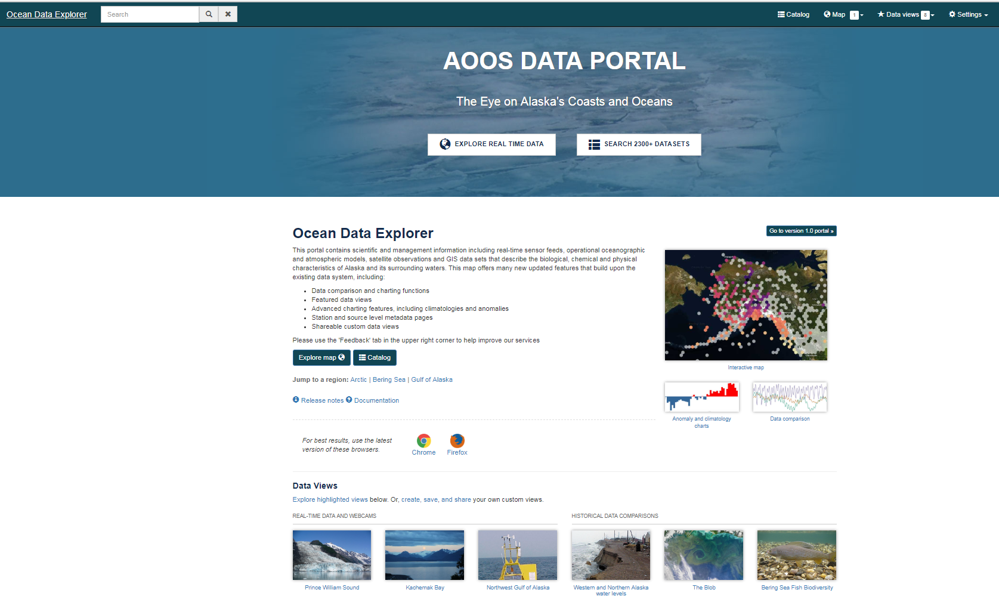 Ocean Data Explorer
Search
Catalog
Map 1
Data views 8
Settings
AOOS DATA PORTAL
The Eye on Alaska's Coasts and Oceans
EXPLORE REAL TIME DATA
SEARCH 2300+ DATASETS
Ocean Data Explorer
Go to version 1.0 portal »
This portal contains scientific and management information including real-time sensor feeds, operational oceanographic
and atmospheric models, satellite observations and GIS data sets that describe the biological, chemical and physical
characteristics of Alaska and its surrounding waters. This map offers many new updated features that build upon the
existing data system, including:
• Data comparison and charting functions
• Featured data views
• Advanced charting features, including climatologies and anomalies
• Station and source level metadata pages
• Shareable custom data views
Please use the 'Feedback' tab in the upper right corner to help improve our services
Explore map
Catalog
Jump to a region: Arctic | Bering Sea | Gulf of Alaska
Release notes Documentation
Interactive map
Anomaly and climatology
charts
Data comparison
For best results, use the latest
version of these browsers.
Chrome
Firefox
Data Views
Explore highlighted views below. Or, create, save, and share your own custom views.
REAL-TIME DATA AND WEBCAMS
HISTORICAL DATA COMPARISONS
Prince William Sound
Kachemak Bay
Northwest Gulf of Alaska
Western and Northern Alaska
water levels
The Blob
Bering Sea Fish Biodiversity